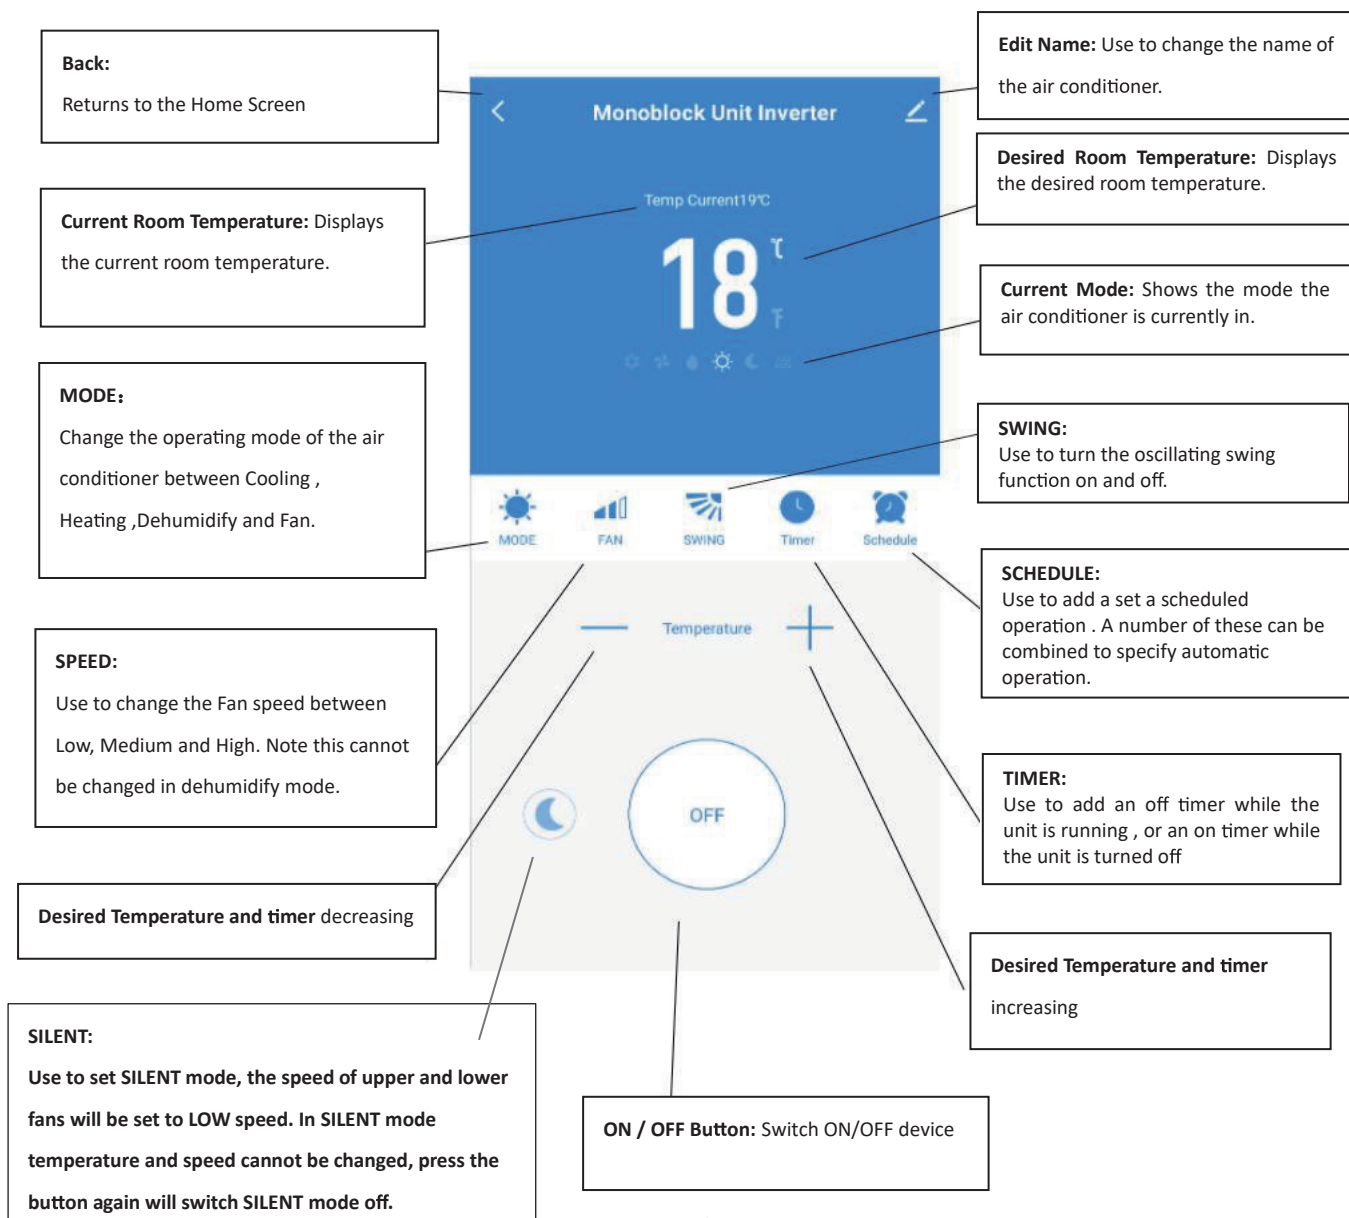 Back:
Returns to the Home Screen
Current Room Temperature: Displays
the current room temperature.
MODE：
Change the operating mode of the air
conditioner between Cooling ,
Heating ,Dehumidify and Fan.
SPEED:
Use to change the Fan speed between
Low, Medium and High. Note this cannot
be changed in dehumidify mode.
Desired Temperature and timer decreasing
SILENT:
Use to set SILENT mode, the speed of upper and lower
fans will be set to LOW speed. In SILENT mode
temperature and speed cannot be changed, press the
button again will switch SILENT mode off.
Monoblock Unit Inverter
Temp Current19℃
18 ℃
℉
MODE
FAN
SWING
Timer
Schedule
Temperature
OFF
ON / OFF Button: Switch ON/OFF device
Edit Name: Use to change the name of
the air conditioner.
Desired Room Temperature: Displays
the desired room temperature.
Current Mode: Shows the mode the
air conditioner is currently in.
SWING:
Use to turn the oscillating swing
function on and off.
SCHEDULE:
Use to add a set a scheduled
operation . A number of these can be
combined to specify automatic
operation.
TIMER:
Use to add an off timer while the
unit is running , or an on timer while
the unit is turned off
Desired Temperature and timer
increasing